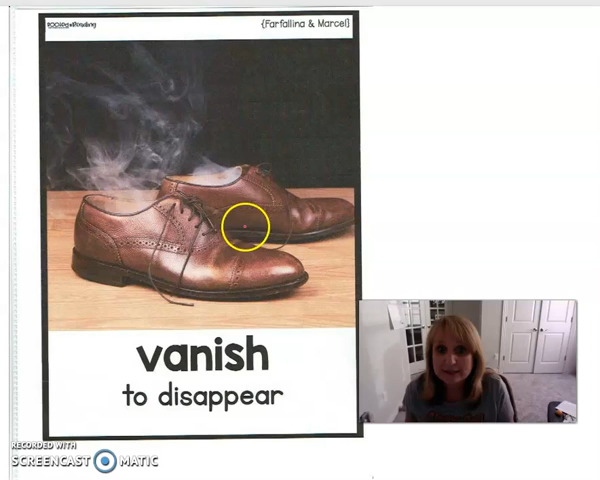 {Farfallina & Marcel}
vanish
to disappear
RECORDED WITH
SCREENCAST MATIC